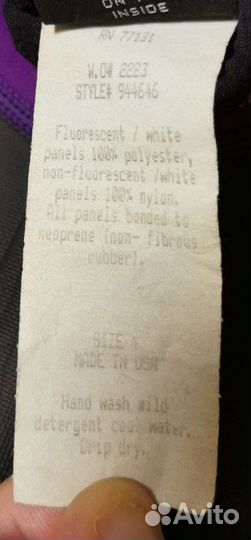 INSIDE
RN 77131
W.O# 2223
STYLE# 944646
Fluorescent / white
panels 100% polyester,
non-fluorescent /white
panels 100% nylon.
All panels bonded to
neoprene (non- fibrous
rubber).
SIZE 4
MADE IN USA
Hand wash mild
detergent cool water.
Drip dry.
Avito